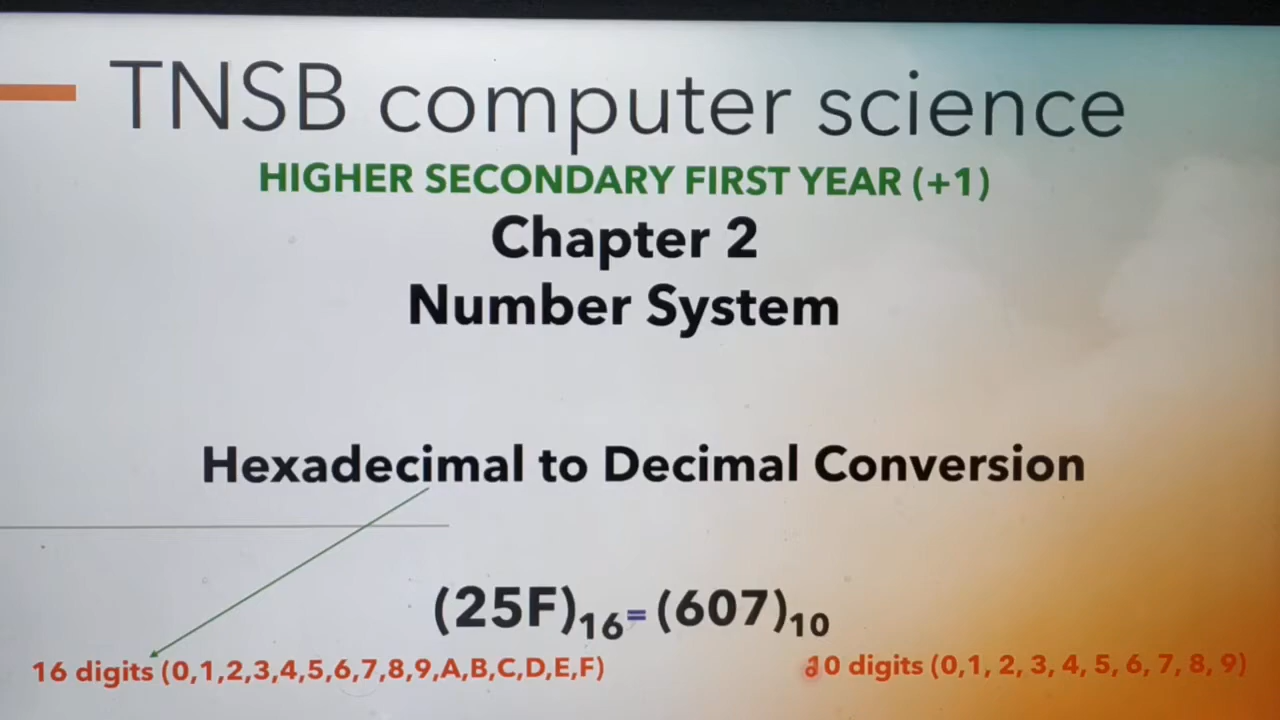 TNSB computer science
HIGHER SECONDARY FIRST YEAR (+1)
Chapter 2
Number System
Hexadecimal to Decimal Conversion
(25F)₁₆= (607)₁₀
16 digits (0,1,2,3,4,5,6,7,8,9,A,B,C,D,E,F)
10 digits (0,1, 2, 3, 4, 5, 6, 7, 8, 9)